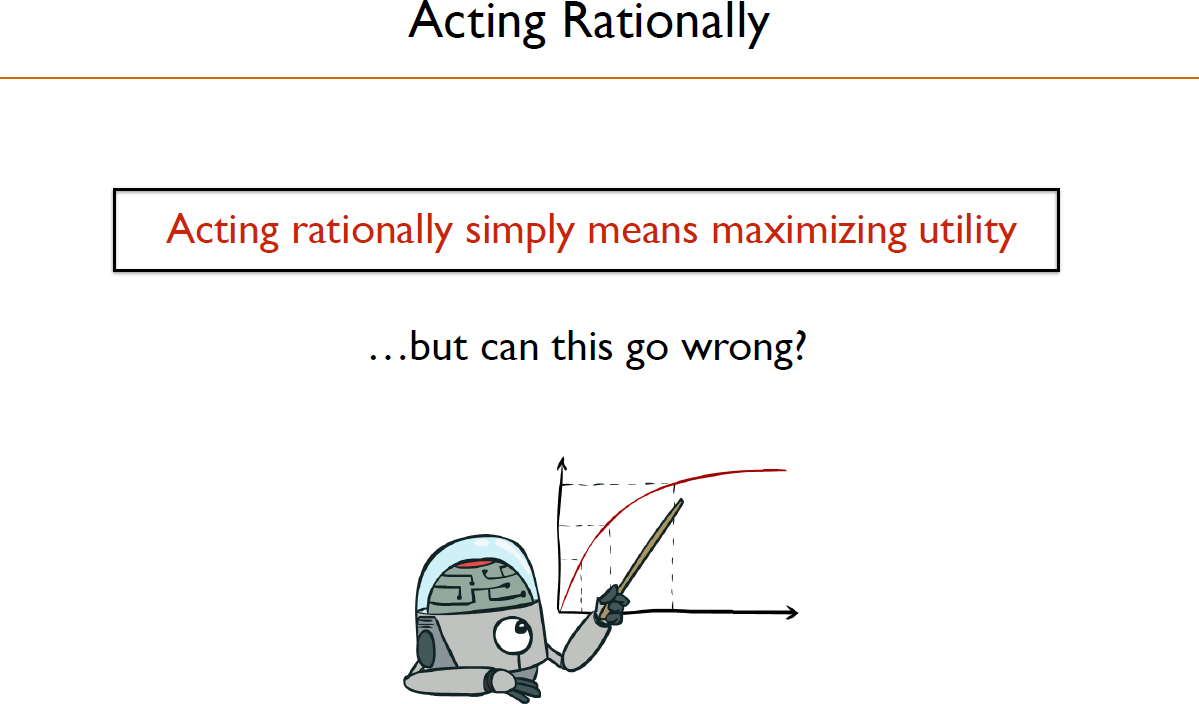 Acting Rationally
Acting rationally simply means maximizing utility
…but can this go wrong?